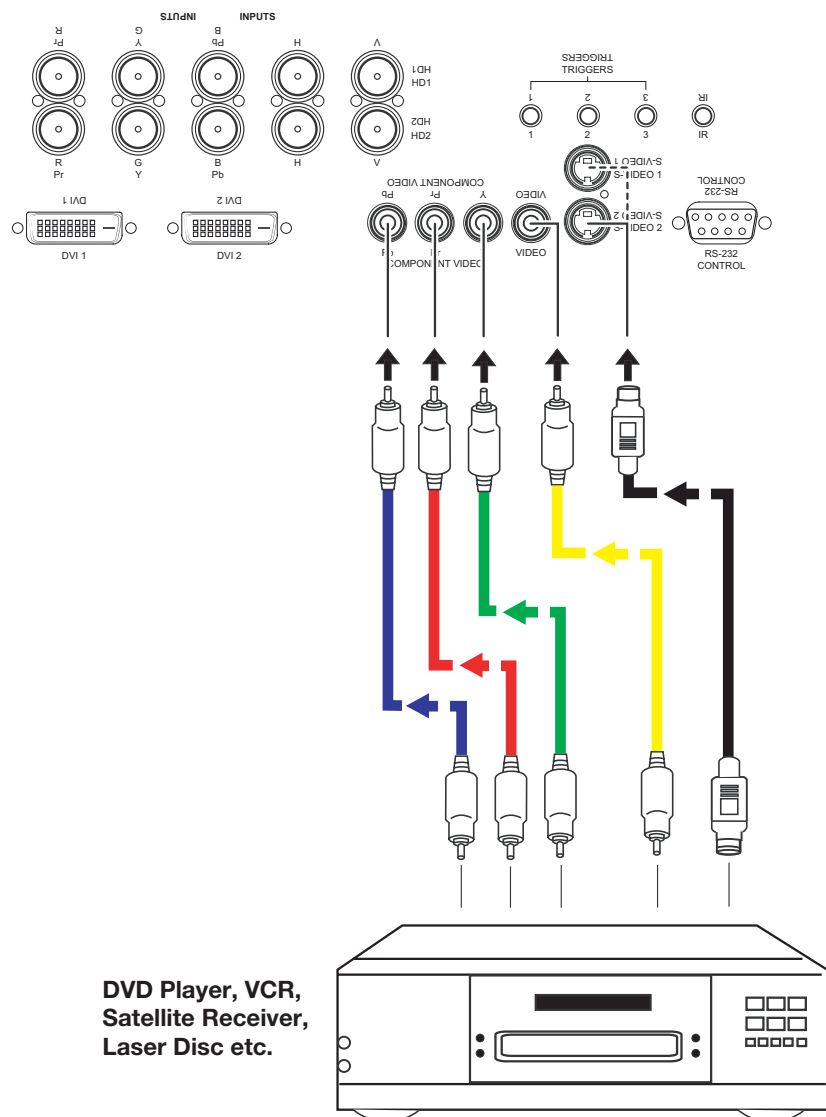 INPUTS INPUTS
R G B
Pr Y Pb H V
HD1
HD1
HD2
HD2
R G B H V
Pr Y Pb
TRIGGERS
TRIGGERS
1 2 3 IR
1 2 3 IR
S-VIDEO 1
S-VIDEO 1
S-VIDEO 2
S-VIDEO 2
RS-232
CONTROL
RS-232
CONTROL
DVI 1 DVI 2
DVI 1 DVI 2
COMPONENT VIDEO
Pb Pr Y VIDEO
Pb Pr VIDEO
COMPONENT VIDEO
DVD Player, VCR,
Satellite Receiver,
Laser Disc etc.